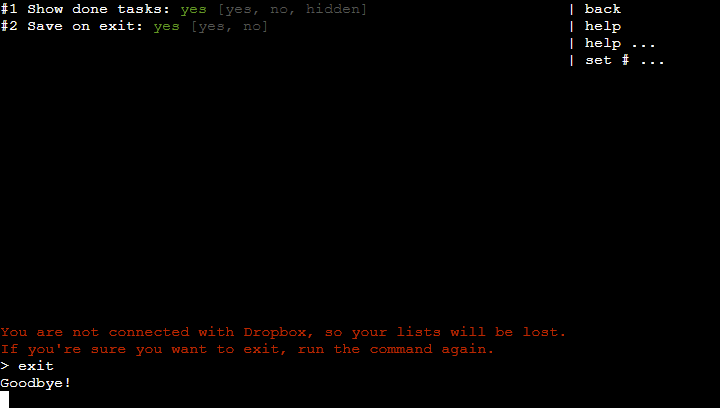 #1 Show done tasks: yes [yes, no, hidden] | back
#2 Save on exit: yes [yes, no] | help
| help ...
| set # ...
You are not connected with Dropbox, so your lists will be lost.
If you're sure you want to exit, run the command again.
> exit
Goodbye!